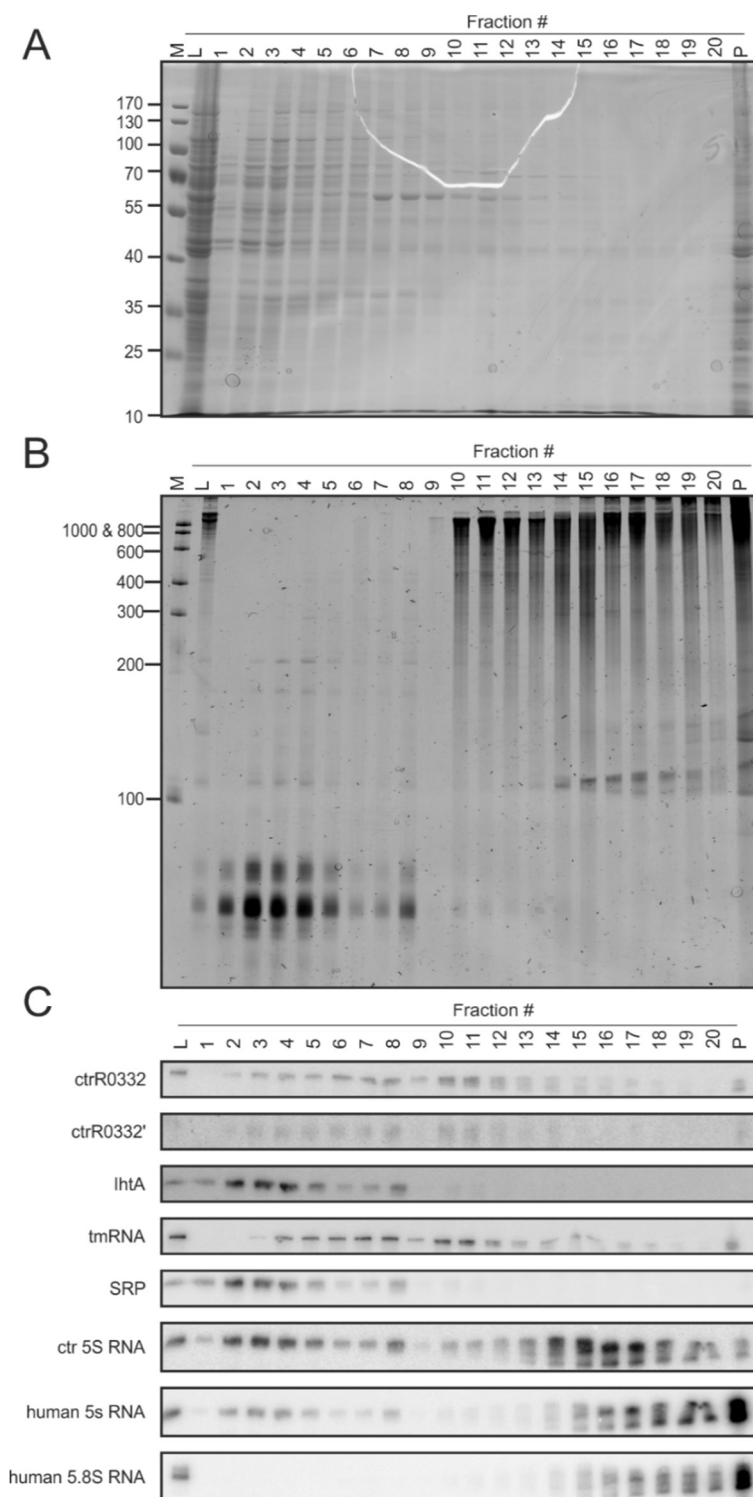 A
Fraction #
M L 1 2 3 4 5 6 7 8 9 10 11 12 13 14 15 16 17 18 19 20 P
170
130
100
70
55
40
35
25
10
B
Fraction #
M L 1 2 3 4 5 6 7 8 9 10 11 12 13 14 15 16 17 18 19 20 P
1000 & 800
600
400
300
200
100
C
Fraction #
L 1 2 3 4 5 6 7 8 9 10 11 12 13 14 15 16 17 18 19 20 P
ctrR0332
ctrR0332'
IhtA
tmRNA
SRP
ctr 5S RNA
human 5s RNA
human 5.8S RNA